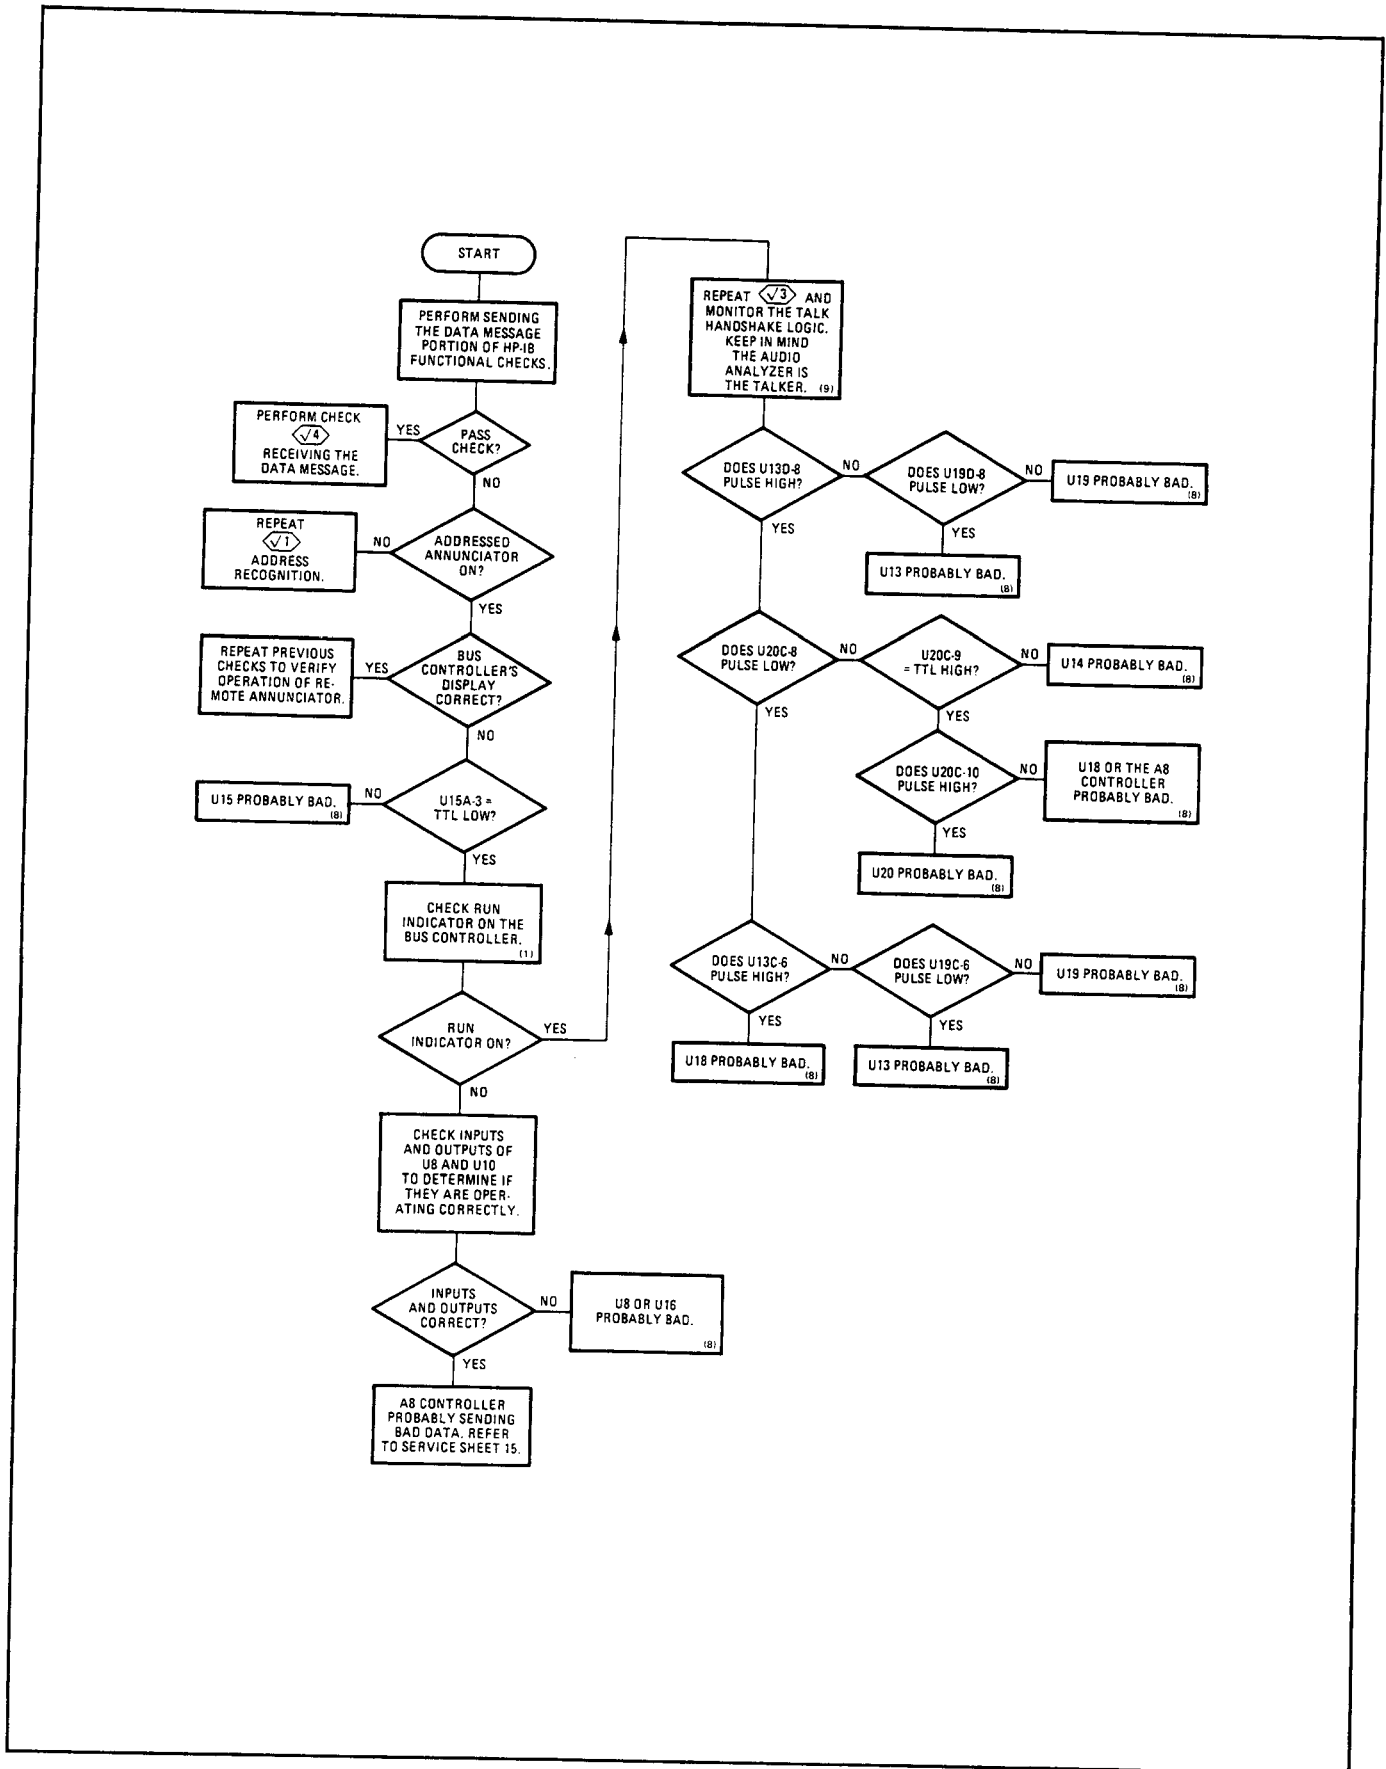 START
PERFORM SENDING
THE DATA MESSAGE
PORTION OF HP-IB
FUNCTIONAL CHECKS.
PASS
CHECK?
YES
PERFORM CHECK
√4
RECEIVING THE
DATA MESSAGE.
NO
ADDRESSED
ANNUNCIATOR
ON?
NO
REPEAT
√1
ADDRESS
RECOGNITION.
YES
BUS
CONTROLLER'S
DISPLAY
CORRECT?
YES
REPEAT PREVIOUS
CHECKS TO VERIFY
OPERATION OF RE-
MOTE ANNUNCIATOR.
NO
U15A-3 =
TTL LOW?
NO
U15 PROBABLY BAD.
(8)
YES
CHECK RUN
INDICATOR ON THE
BUS CONTROLLER.
(1)
RUN
INDICATOR ON?
YES
NO
CHECK INPUTS
AND OUTPUTS OF
U8 AND U10
TO DETERMINE IF
THEY ARE OPER-
ATING CORRECTLY.
INPUTS
AND OUTPUTS
CORRECT?
NO
U8 OR U16
PROBABLY BAD.
(8)
YES
A8 CONTROLLER
PROBABLY SENDING
BAD DATA. REFER
TO SERVICE SHEET 15.
REPEAT √3 AND
MONITOR THE TALK
HANDSHAKE LOGIC.
KEEP IN MIND
THE AUDIO
ANALYZER IS
THE TALKER. (9)
DOES U13D-8
PULSE HIGH?
NO
DOES U19D-8
PULSE LOW?
NO
U19 PROBABLY BAD.
(8)
YES
U13 PROBABLY BAD.
(8)
YES
DOES U20C-8
PULSE LOW?
NO
U20C-9
= TTL HIGH?
NO
U14 PROBABLY BAD.
(8)
YES
DOES U20C-10
PULSE HIGH?
NO
U18 OR THE A8
CONTROLLER
PROBABLY BAD.
(8)
YES
U20 PROBABLY BAD.
(8)
YES
DOES U13C-6
PULSE HIGH?
NO
DOES U19C-6
PULSE LOW?
NO
U19 PROBABLY BAD.
(8)
YES
U13 PROBABLY BAD.
(8)
YES
U18 PROBABLY BAD.
(8)